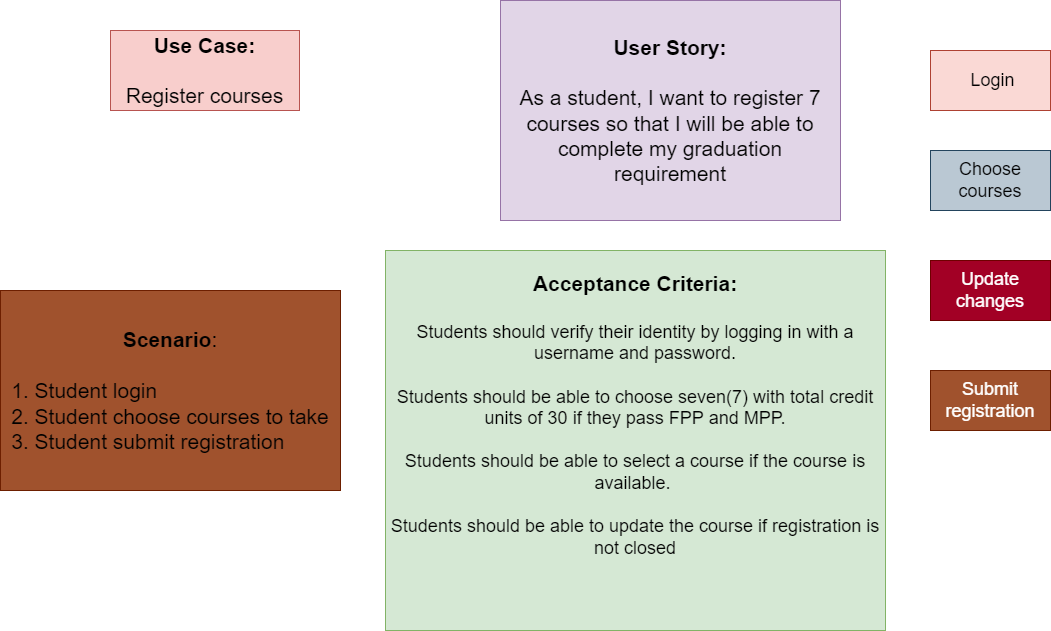 Use Case:
Register courses
User Story:
As a student, I want to register 7
courses so that I will be able to
complete my graduation
requirement
Login
Choose
courses
Update
changes
Submit
registration
Scenario:
1. Student login
2. Student choose courses to take
3. Student submit registration
Acceptance Criteria:
Students should verify their identity by logging in with a
username and password.
Students should be able to choose seven(7) with total credit
units of 30 if they pass FPP and MPP.
Students should be able to select a course if the course is
available.
Students should be able to update the course if registration is
not closed